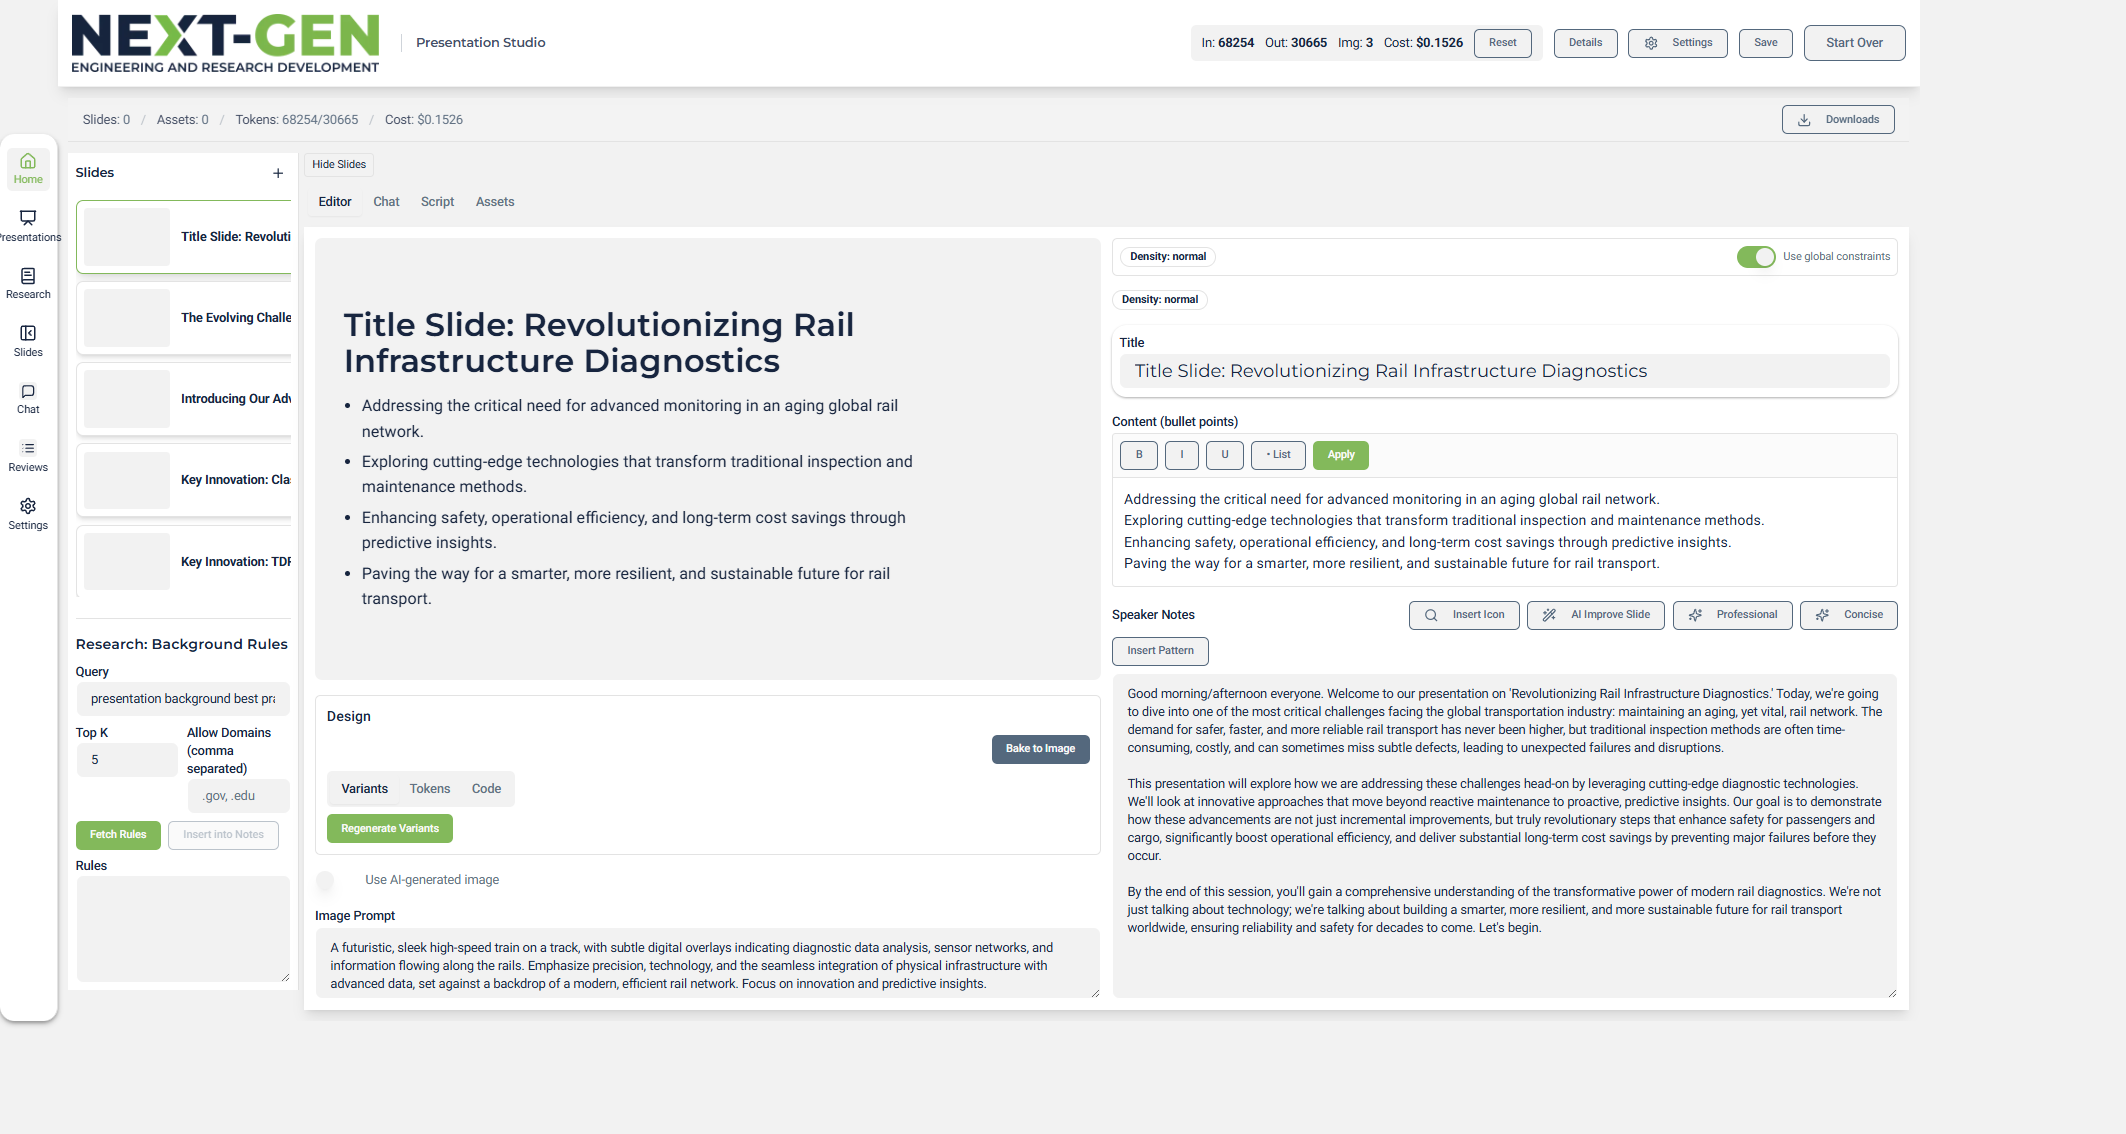 NEXT-GEN
ENGINEERING AND RESEARCH DEVELOPMENT
Presentation Studio
In: 68254 Out: 30665 Img: 3 Cost: $0.1526 Reset Details Settings Save Start Over
Slides: 0 / Assets: 0 / Tokens: 68254/30665 / Cost: $0.1526
Downloads
Home
Presentations
Research
Slides
Chat
Reviews
Settings
Slides +
Title Slide: Revoluti
The Evolving Challe
Introducing Our Adv
Key Innovation: Cla
Key Innovation: TDR
Research: Background Rules
Query
presentation background best pra
Top K
5
Allow Domains
(comma
separated)
.gov, .edu
Fetch Rules Insert into Notes
Rules
Hide Slides
Editor Chat Script Assets
Title Slide: Revolutionizing Rail
Infrastructure Diagnostics
• Addressing the critical need for advanced monitoring in an aging global rail
network.
• Exploring cutting-edge technologies that transform traditional inspection and
maintenance methods.
• Enhancing safety, operational efficiency, and long-term cost savings through
predictive insights.
• Paving the way for a smarter, more resilient, and sustainable future for rail
transport.
Design
Bake to Image
Variants Tokens Code
Regenerate Variants
Use AI-generated image
Image Prompt
A futuristic, sleek high-speed train on a track, with subtle digital overlays indicating diagnostic data analysis, sensor networks, and
information flowing along the rails. Emphasize precision, technology, and the seamless integration of physical infrastructure with
advanced data, set against a backdrop of a modern, efficient rail network. Focus on innovation and predictive insights.
Density: normal
Use global constraints
Density: normal
Title
Title Slide: Revolutionizing Rail Infrastructure Diagnostics
Content (bullet points)
B I U • List Apply
Addressing the critical need for advanced monitoring in an aging global rail network.
Exploring cutting-edge technologies that transform traditional inspection and maintenance methods.
Enhancing safety, operational efficiency, and long-term cost savings through predictive insights.
Paving the way for a smarter, more resilient, and sustainable future for rail transport.
Speaker Notes
Insert Icon AI Improve Slide Professional Concise
Insert Pattern
Good morning/afternoon everyone. Welcome to our presentation on 'Revolutionizing Rail Infrastructure Diagnostics.' Today, we're going
to dive into one of the most critical challenges facing the global transportation industry: maintaining an aging, yet vital, rail network. The
demand for safer, faster, and more reliable rail transport has never been higher, but traditional inspection methods are often time-
consuming, costly, and can sometimes miss subtle defects, leading to unexpected failures and disruptions.
This presentation will explore how we are addressing these challenges head-on by leveraging cutting-edge diagnostic technologies.
We'll look at innovative approaches that move beyond reactive maintenance to proactive, predictive insights. Our goal is to demonstrate
how these advancements are not just incremental improvements, but truly revolutionary steps that enhance safety for passengers and
cargo, significantly boost operational efficiency, and deliver substantial long-term cost savings by preventing major failures before they
occur.
By the end of this session, you'll gain a comprehensive understanding of the transformative power of modern rail diagnostics. We're not
just talking about technology; we're talking about building a smarter, more resilient, and more sustainable future for rail transport
worldwide, ensuring reliability and safety for decades to come. Let's begin.